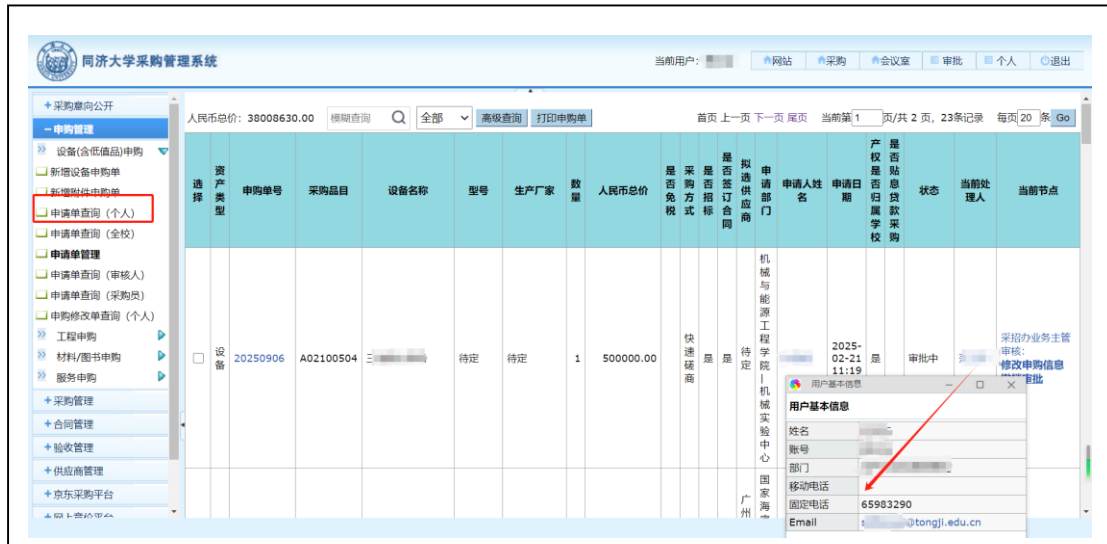 同济大学采购管理系统
当前用户: 网站 采购 会议室 审批 个人 退出
+采购意向公开
−申购管理
设备(含低值品)申购
新增设备申购单
新增附件申购单
申请单查询（个人）
申请单查询（全校）
申请单管理
申请单查询（审核人）
申请单查询（采购员）
申购修改单查询（个人）
工程申购
材料/图书申购
服务申购
+采购管理
+合同管理
+验收管理
+供应商管理
+京东采购平台
+网上竞价平台
人民币总价: 38008630.00 模糊查询 全部 高级查询 打印申购单 首页 上一页 下一页 尾页 当前第 1 页/共 2 页, 23条记录 每页 20 条 Go
选择 资产类型 申购单号 采购品目 设备名称 型号 生产厂家 数量 人民币总价 是否免税 采购方式 是否招标 是否签订合同 拟选供应商 申请部门 申请人姓名 申请日期 产权是否归属学校 是否贴息贷款采购 状态 当前处理人 当前节点
设备 20250906 A02100504 待定 待定 1 500000.00 快速磋商 是 是 待定 机械与能源工程学院|机械实验中心 2025-02-21 11:19 是 审批中 采招办业务主管审核: 修改申购信息
广州 国家海
用户基本信息
用户基本信息
姓名
账号
部门
移动电话
固定电话 65983290
Email @tongji.edu.cn